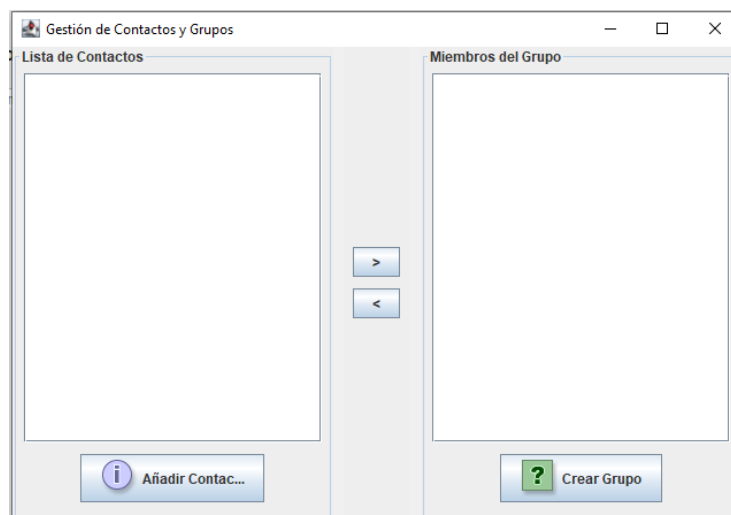 Gestión de Contactos y Grupos
Lista de Contactos
Miembros del Grupo
>
<
i
Añadir Contac...
?
Crear Grupo